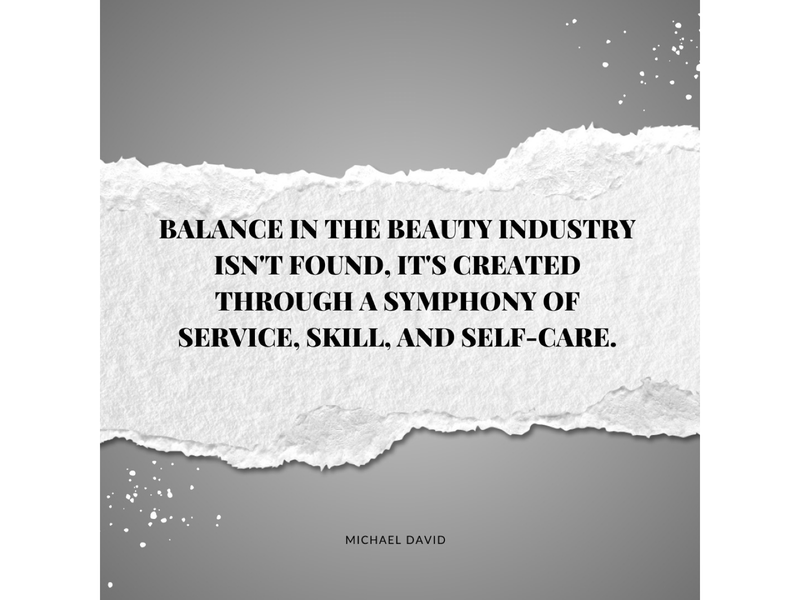 BALANCE IN THE BEAUTY INDUSTRY
ISN'T FOUND, IT'S CREATED
THROUGH A SYMPHONY OF
SERVICE, SKILL, AND SELF-CARE.
MICHAEL DAVID